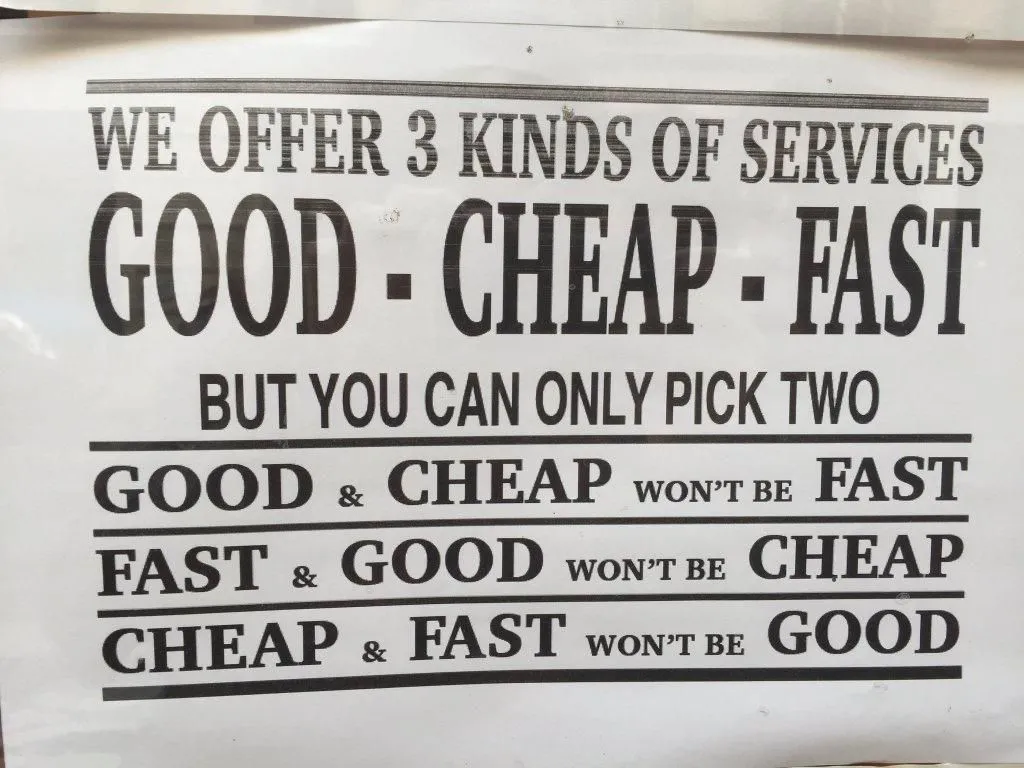 WE OFFER 3 KINDS OF SERVICES
GOOD - CHEAP - FAST
BUT YOU CAN ONLY PICK TWO
GOOD & CHEAP WON'T BE FAST
FAST & GOOD WON'T BE CHEAP
CHEAP & FAST WON'T BE GOOD